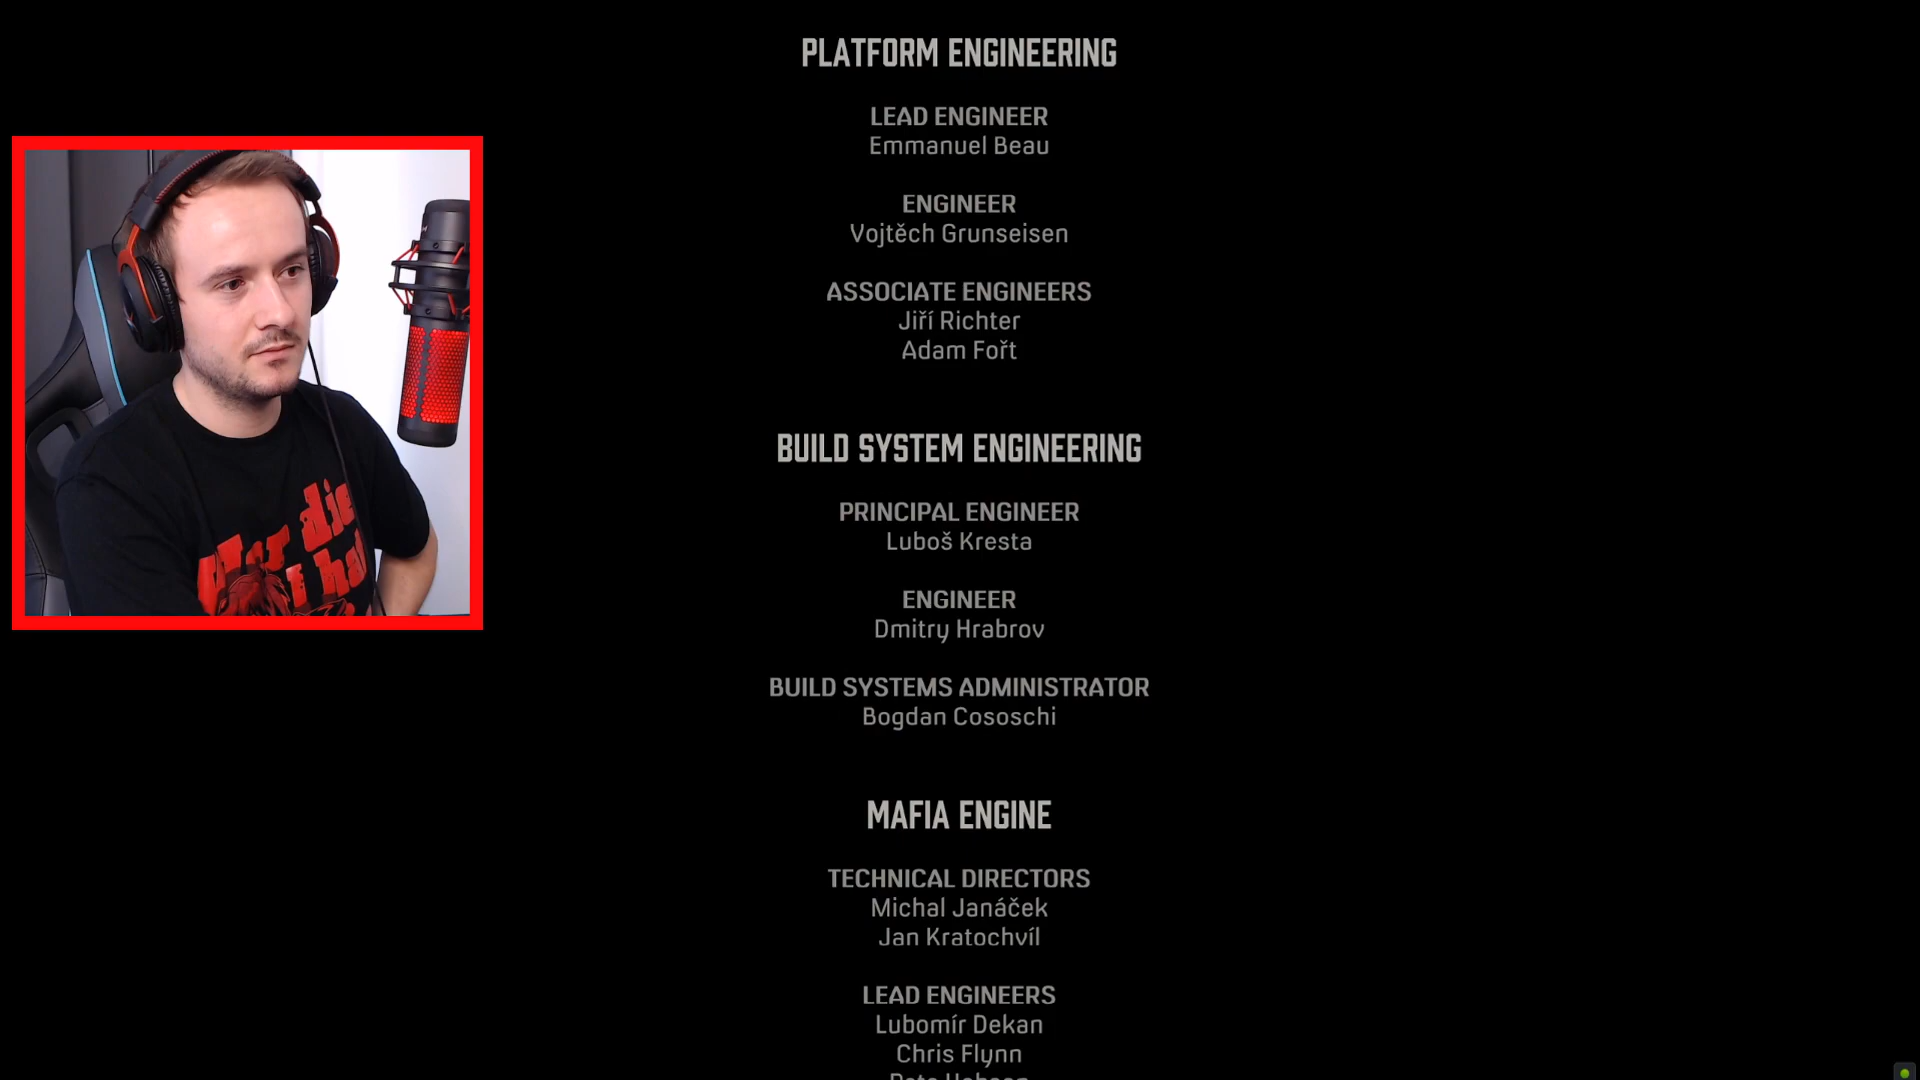 PLATFORM ENGINEERING
LEAD ENGINEER
Emmanuel Beau
ENGINEER
Vojtěch Grunseisen
ASSOCIATE ENGINEERS
Jiří Richter
Adam Fořt
BUILD SYSTEM ENGINEERING
PRINCIPAL ENGINEER
Luboš Kresta
ENGINEER
Dmitry Hrabrov
BUILD SYSTEMS ADMINISTRATOR
Bogdan Cososchi
MAFIA ENGINE
TECHNICAL DIRECTORS
Michal Janáček
Jan Kratochvíl
LEAD ENGINEERS
Lubomír Dekan
Chris Flynn
die